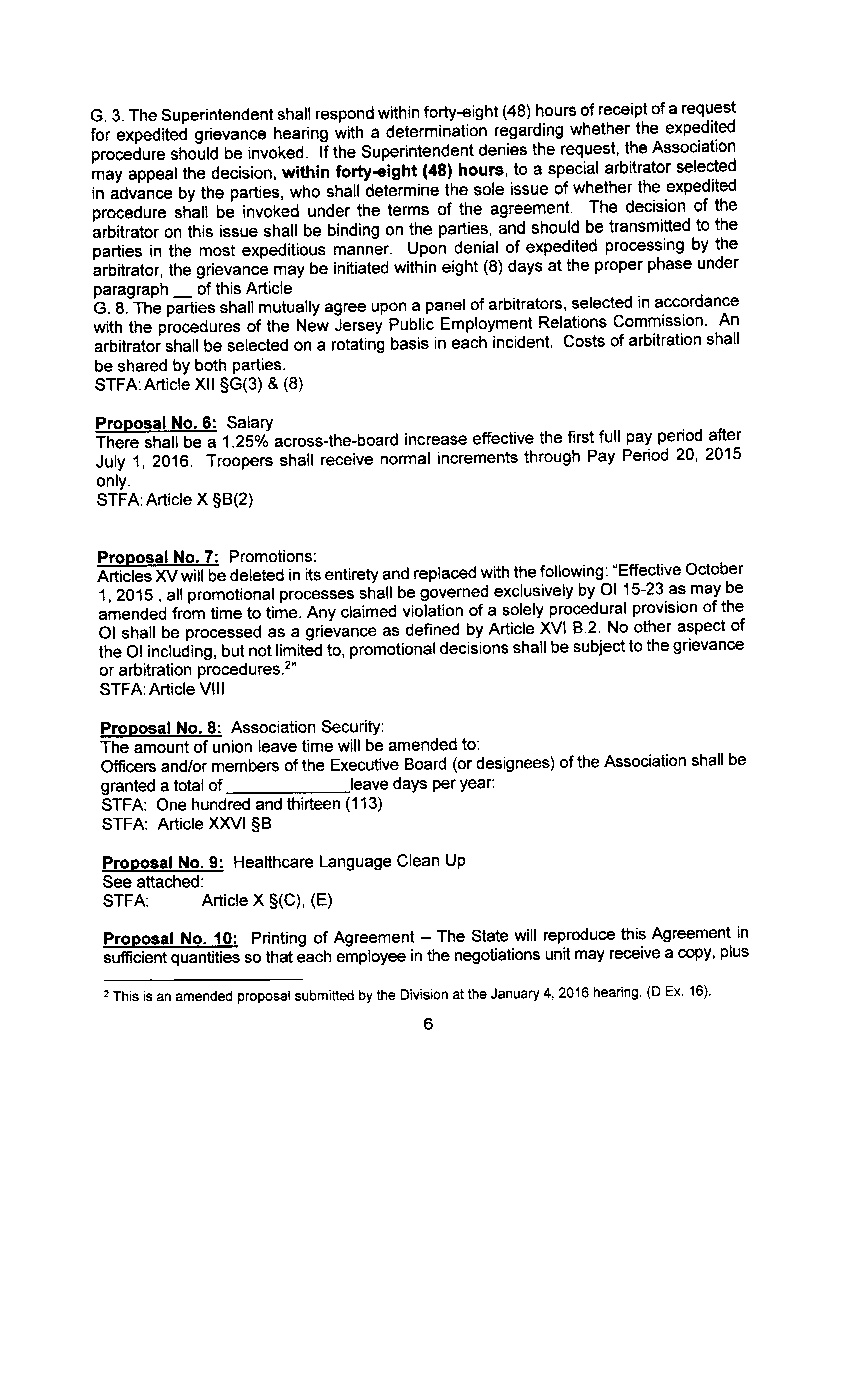 G. 3. The Superintendent shall respond within forty-eight (48) hours of receipt of a request
for expedited grievance hearing with a determination regarding whether the expedited
procedure should be invoked. If the Superintendent denies the request, the Association
may appeal the decision, within forty-eight (48) hours, to a special arbitrator selected
in advance by the parties, who shall determine the sole issue of whether the expedited
procedure shall be invoked under the terms of the agreement. The decision of the
arbitrator on this issue shall be binding on the parties, and should be transmitted to the
parties in the most expeditious manner. Upon denial of expedited processing by the
arbitrator, the grievance may be initiated within eight (8) days at the proper phase under
paragraph __ of this Article
G. 8. The parties shall mutually agree upon a panel of arbitrators, selected in accordance
with the procedures of the New Jersey Public Employment Relations Commission. An
arbitrator shall be selected on a rotating basis in each incident. Costs of arbitration shall
be shared by both parties.
STFA: Article XII §G(3) & (8)
Proposal No. 6: Salary
There shall be a 1.25% across-the-board increase effective the first full pay period after
July 1, 2016. Troopers shall receive normal increments through Pay Period 20, 2015
only.
STFA: Article X §B(2)
Proposal No. 7: Promotions:
Articles XV will be deleted in its entirety and replaced with the following: "Effective October
1, 2015 , all promotional processes shall be governed exclusively by OI 15-23 as may be
amended from time to time. Any claimed violation of a solely procedural provision of the
OI shall be processed as a grievance as defined by Article XVI B.2. No other aspect of
the OI including, but not limited to, promotional decisions shall be subject to the grievance
or arbitration procedures.²"
STFA: Article VIII
Proposal No. 8: Association Security:
The amount of union leave time will be amended to:
Officers and/or members of the Executive Board (or designees) of the Association shall be
granted a total of ______________leave days per year:
STFA: One hundred and thirteen (113)
STFA: Article XXVI §B
Proposal No. 9: Healthcare Language Clean Up
See attached:
STFA: Article X §(C), (E)
Proposal No. 10: Printing of Agreement – The State will reproduce this Agreement in
sufficient quantities so that each employee in the negotiations unit may receive a copy, plus
² This is an amended proposal submitted by the Division at the January 4, 2016 hearing. (D Ex. 16).
6